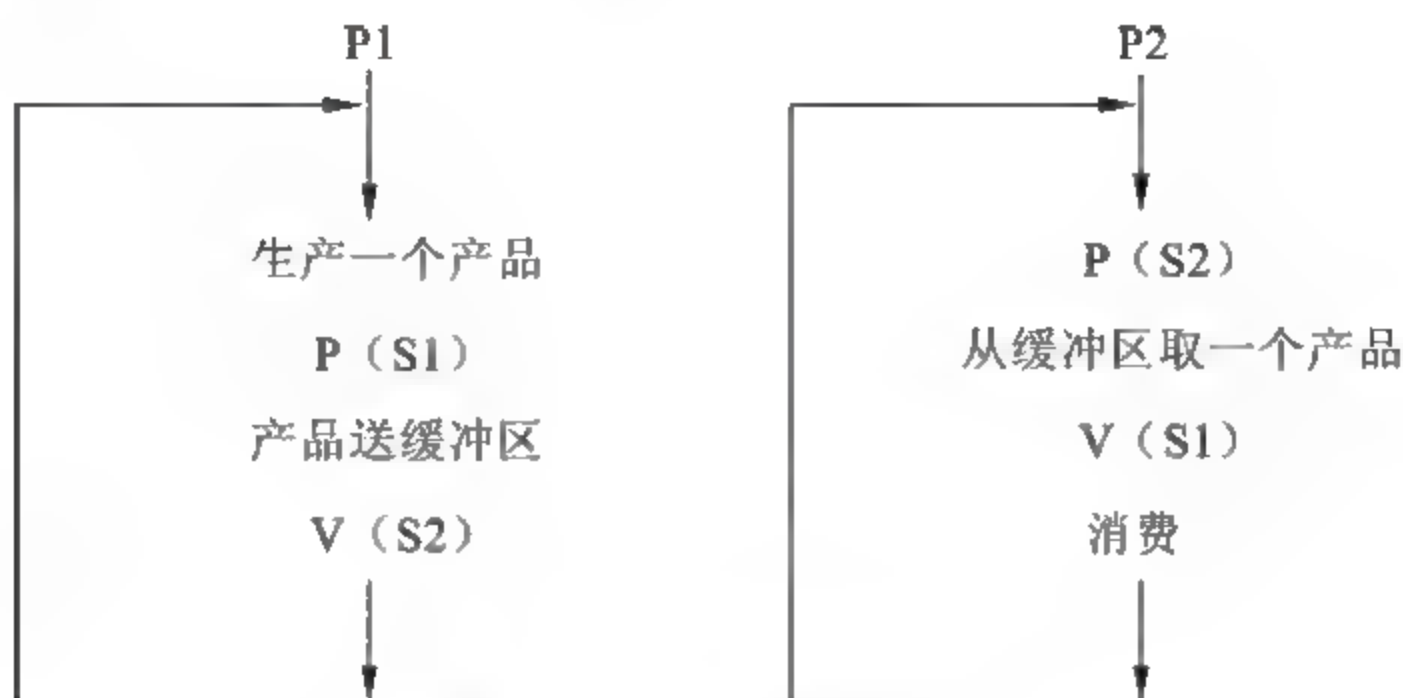 P1
生产一个产品
P（S1）
产品送缓冲区
V（S2）
P2
P（S2）
从缓冲区取一个产品
V（S1）
消费